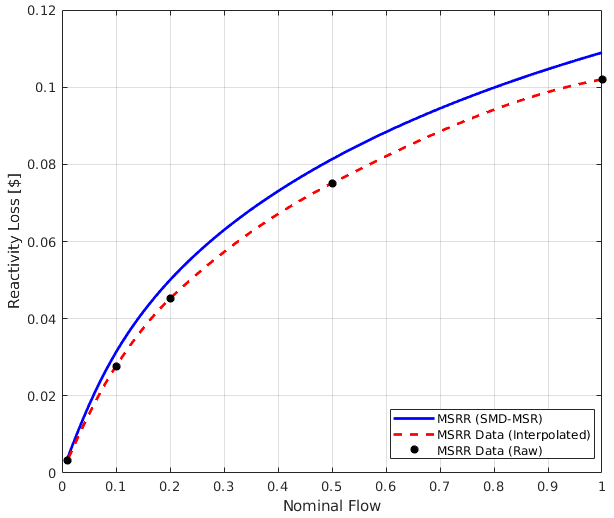 0.12
0.1
0.08
0.06
0.04
0.02
0
Reactivity Loss [$]
0 0.1 0.2 0.3 0.4 0.5 0.6 0.7 0.8 0.9 1
Nominal Flow
MSRR (SMD-MSR)
MSRR Data (Interpolated)
MSRR Data (Raw)